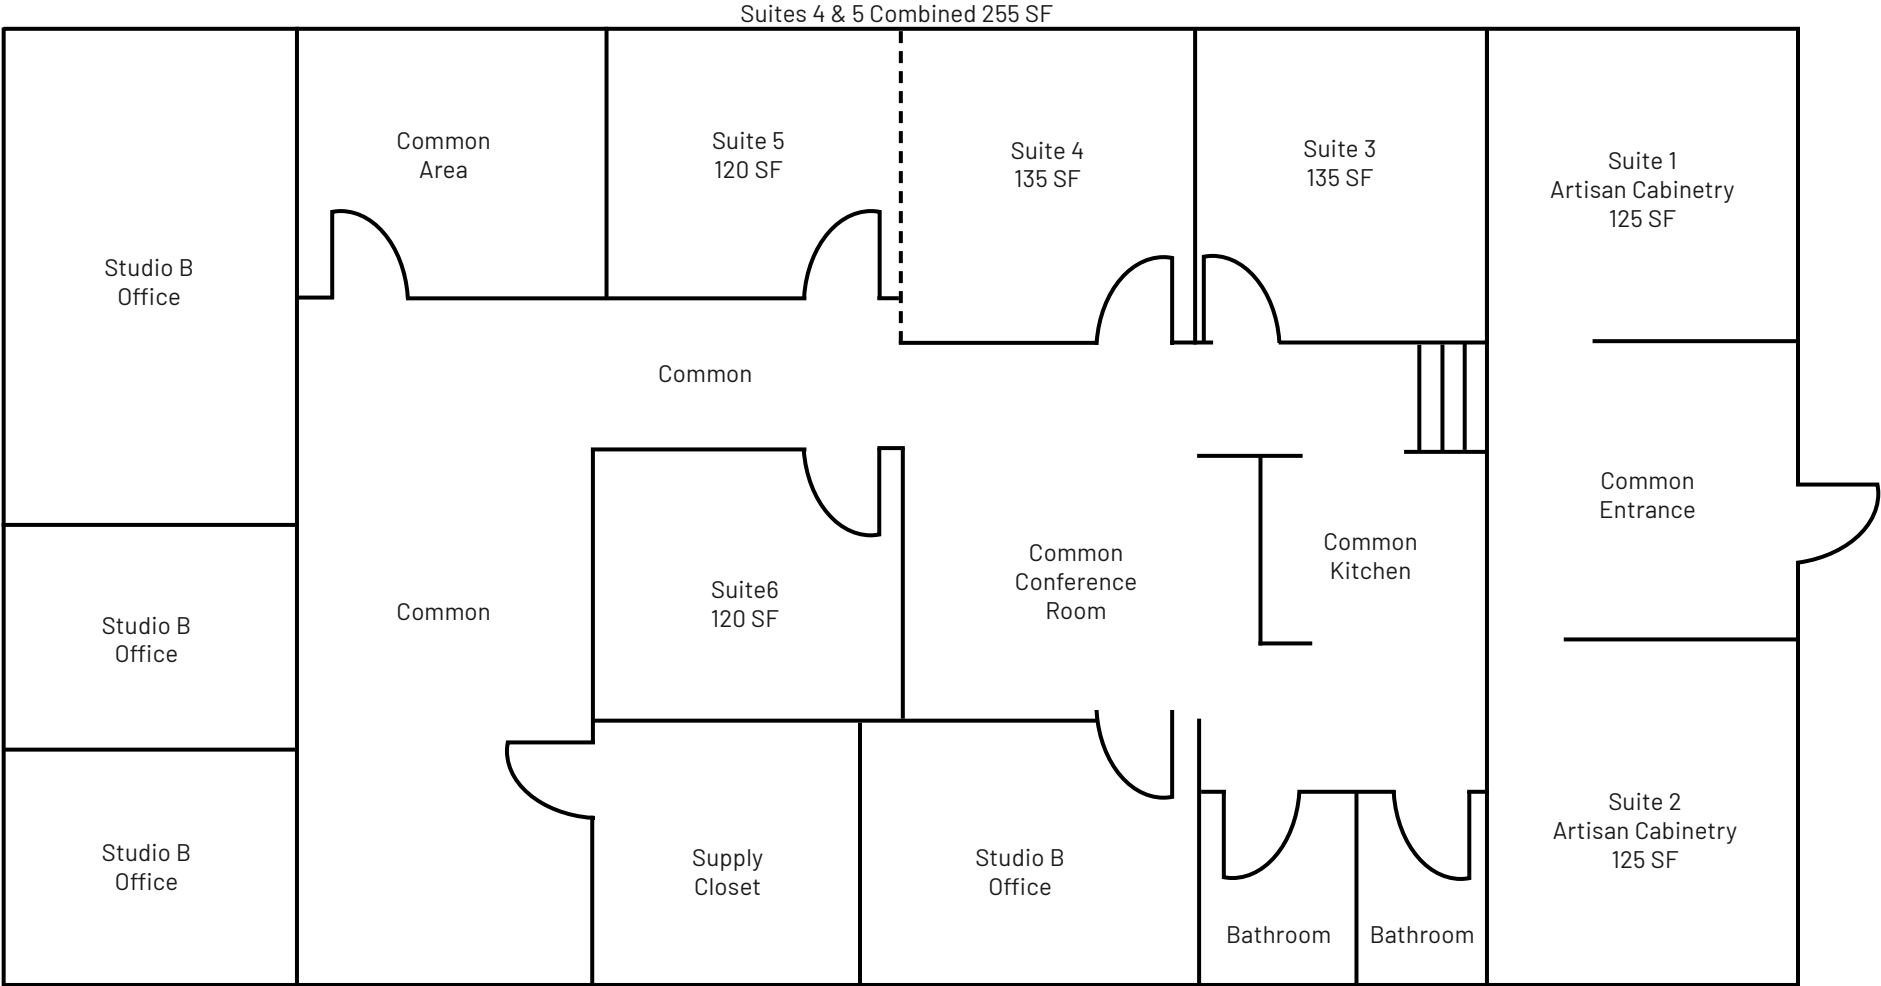 Suites 4 & 5 Combined 255 SF
Common
Area
Suite 5
120 SF
Suite 4
135 SF
Suite 3
135 SF
Suite 1
Artisan Cabinetry
125 SF
Studio B
Office
Common
Common
Entrance
Common
Conference
Room
Common
Kitchen
Suite6
120 SF
Common
Studio B
Office
Suite 2
Artisan Cabinetry
125 SF
Studio B
Office
Supply
Closet
Studio B
Office
Bathroom
Bathroom